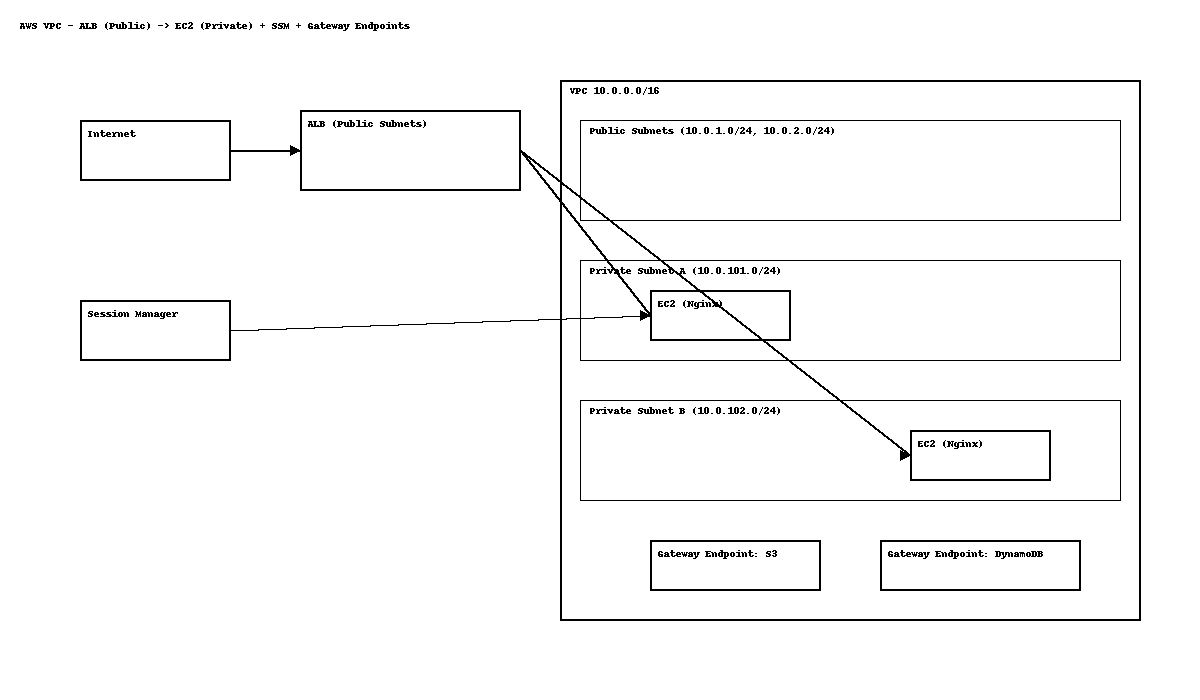 AWS VPC - ALB (Public) -> EC2 (Private) + SSM + Gateway Endpoints
VPC 10.0.0.0/16
ALB (Public Subnets)
Internet
Public Subnets (10.0.1.0/24, 10.0.2.0/24)
Private Subnet A (10.0.101.0/24)
EC2 (Nginx)
Session Manager
Private Subnet B (10.0.102.0/24)
EC2 (Nginx)
Gateway Endpoint: S3
Gateway Endpoint: DynamoDB